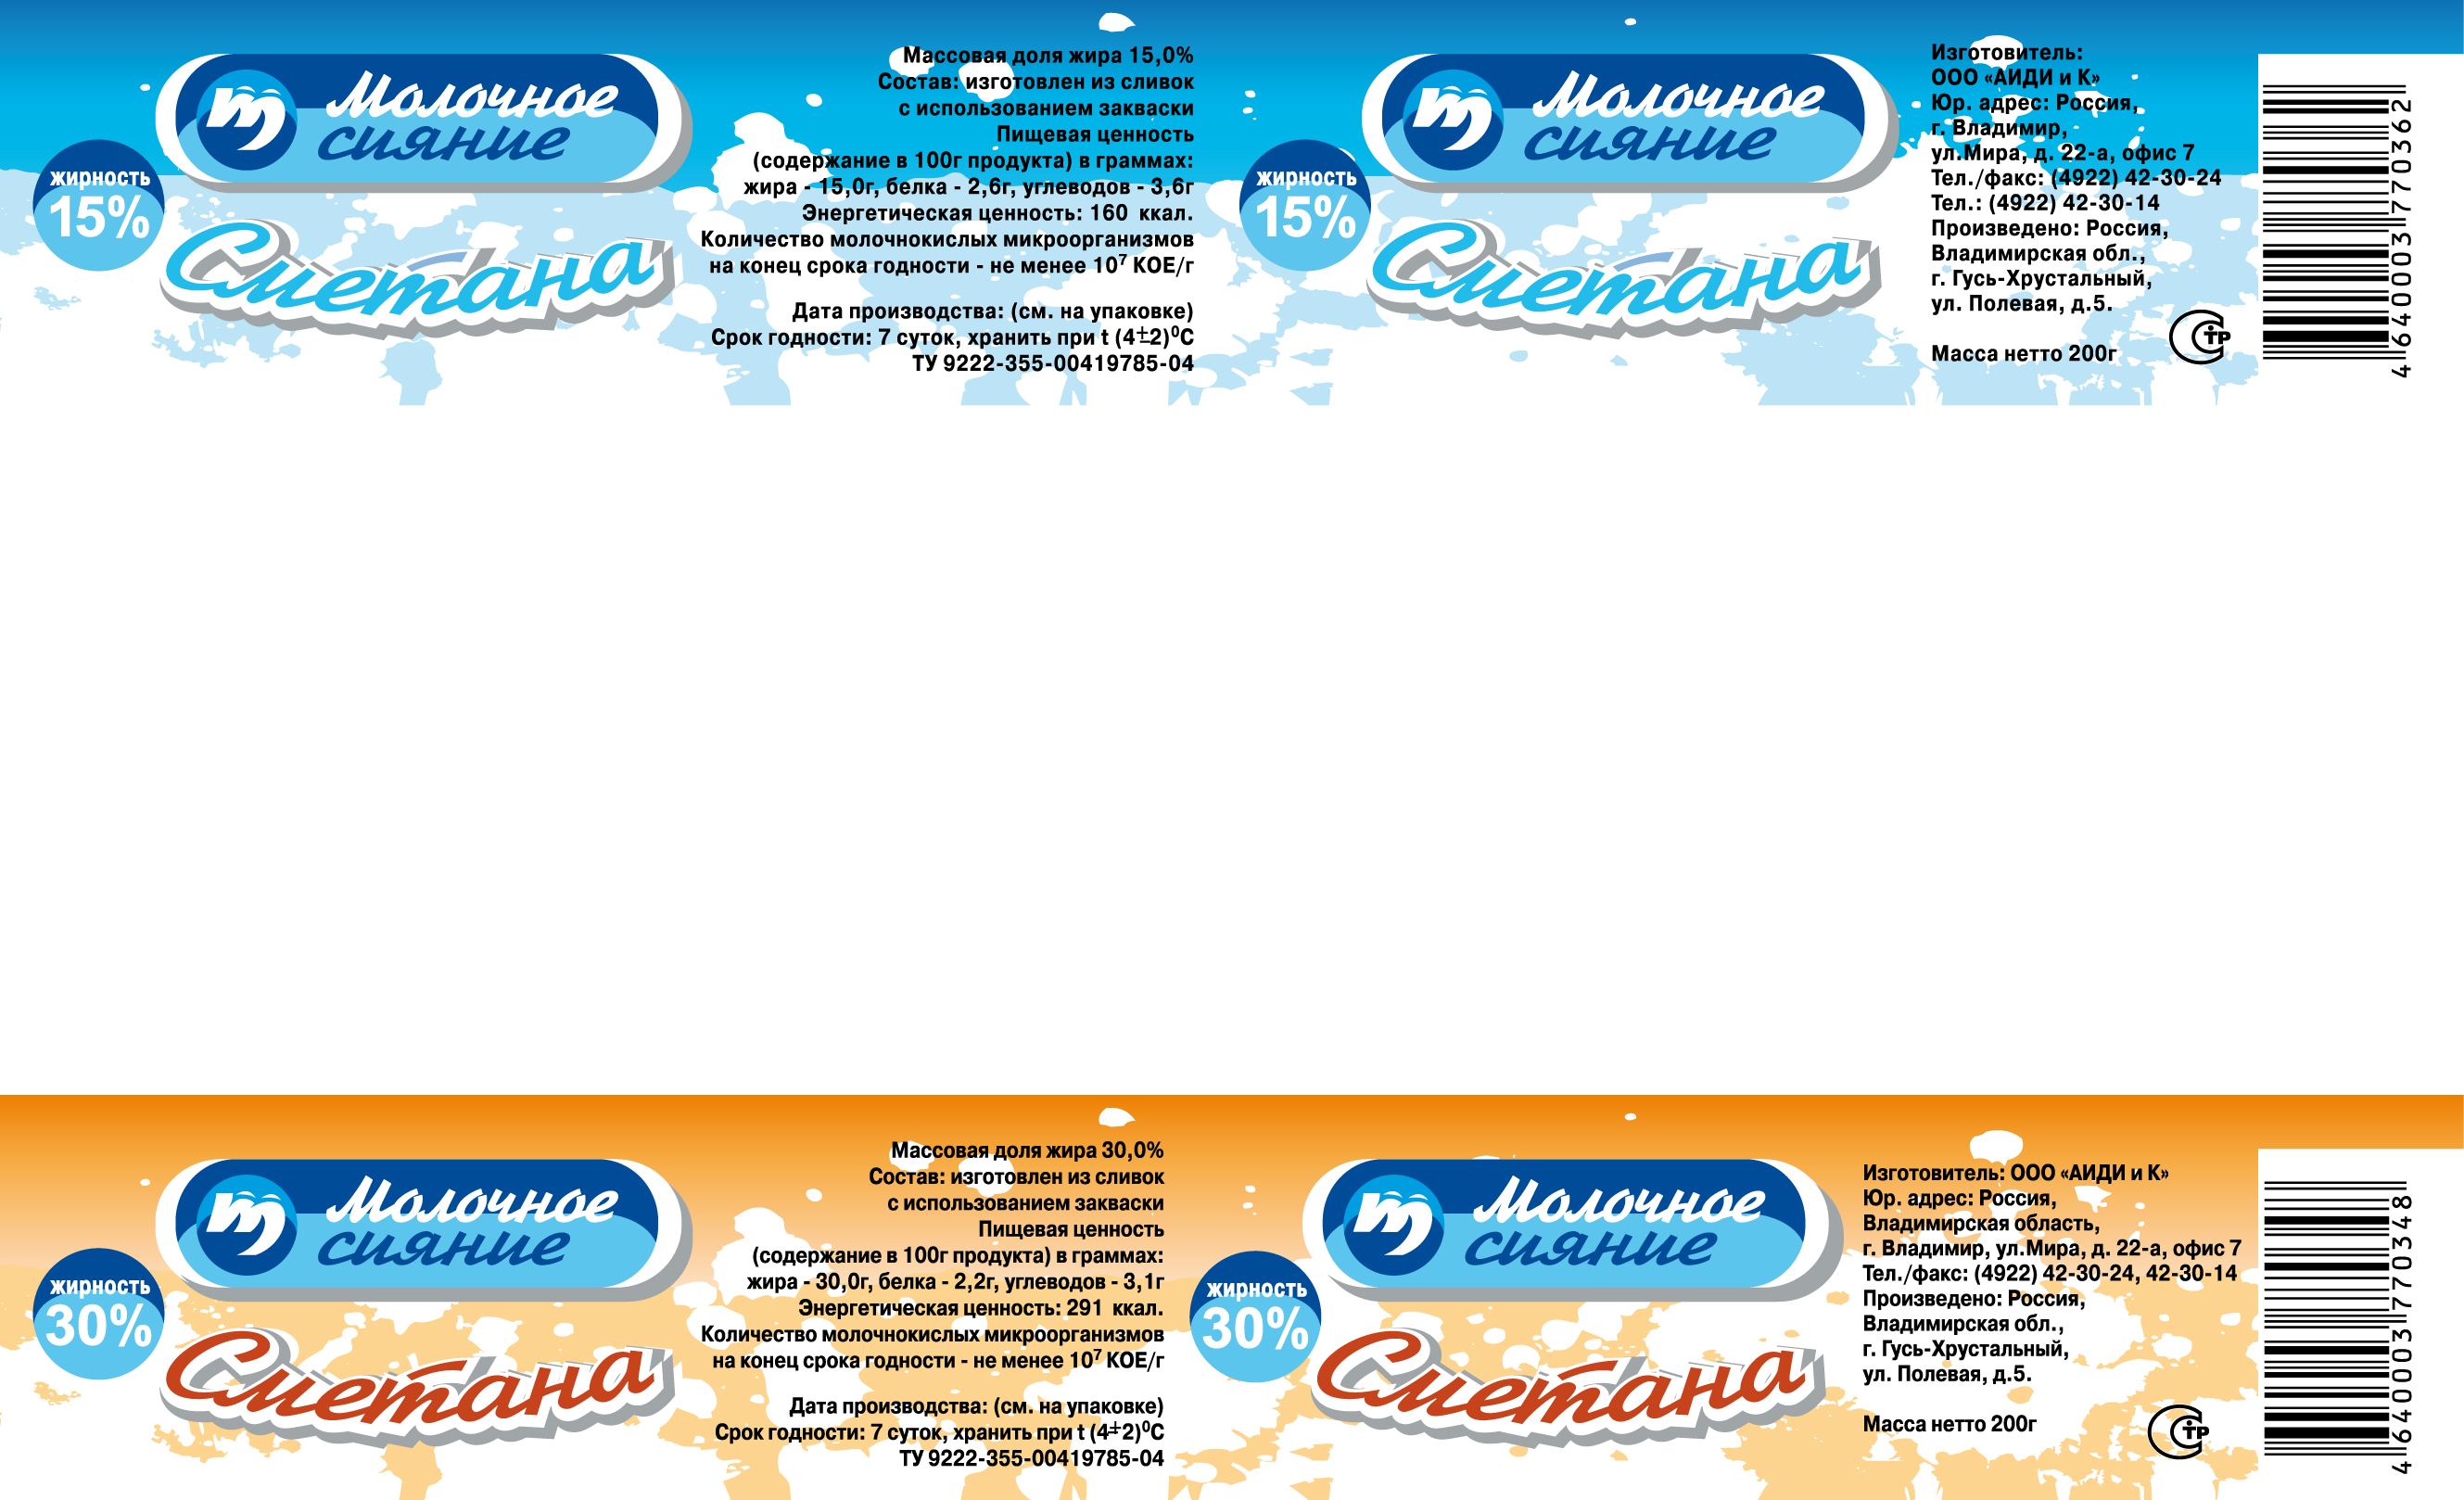 жирность
15%
Молочное
сияние
Сметана
Массовая доля жира 15,0%
Состав: изготовлен из сливок
с использованием закваски
Пищевая ценность
(содержание в 100г продукта) в граммах:
жира - 15,0г, белка - 2,6г, углеводов - 3,6г
Энергетическая ценность: 160 ккал.
Количество молочнокислых микроорганизмов
на конец срока годности - не менее 10⁷ КОЕ/г
Дата производства: (см. на упаковке)
Срок годности: 7 суток, хранить при t (4±2)⁰С
ТУ 9222-355-00419785-04
жирность
15%
Молочное
сияние
Сметана
Изготовитель:
ООО «АИДИ и К»
Юр. адрес: Россия,
г. Владимир,
ул.Мира, д. 22-а, офис 7
Тел./факс: (4922) 42-30-24
Тел.: (4922) 42-30-14
Произведено: Россия,
Владимирская обл.,
г. Гусь-Хрустальный,
ул. Полевая, д.5.
Масса нетто 200г
СТР
4 640003 770362
жирность
30%
Молочное
сияние
Сметана
Массовая доля жира 30,0%
Состав: изготовлен из сливок
с использованием закваски
Пищевая ценность
(содержание в 100г продукта) в граммах:
жира - 30,0г, белка - 2,2г, углеводов - 3,1г
Энергетическая ценность: 291 ккал.
Количество молочнокислых микроорганизмов
на конец срока годности - не менее 10⁷ КОЕ/г
Дата производства: (см. на упаковке)
Срок годности: 7 суток, хранить при t (4±2)⁰С
ТУ 9222-355-00419785-04
жирность
30%
Молочное
сияние
Сметана
Изготовитель: ООО «АИДИ и К»
Юр. адрес: Россия,
Владимирская область,
г. Владимир, ул.Мира, д. 22-а, офис 7
Тел./факс: (4922) 42-30-24, 42-30-14
Произведено: Россия,
Владимирская обл.,
г. Гусь-Хрустальный,
ул. Полевая, д.5.
Масса нетто 200г
СТР
4 640003 770348